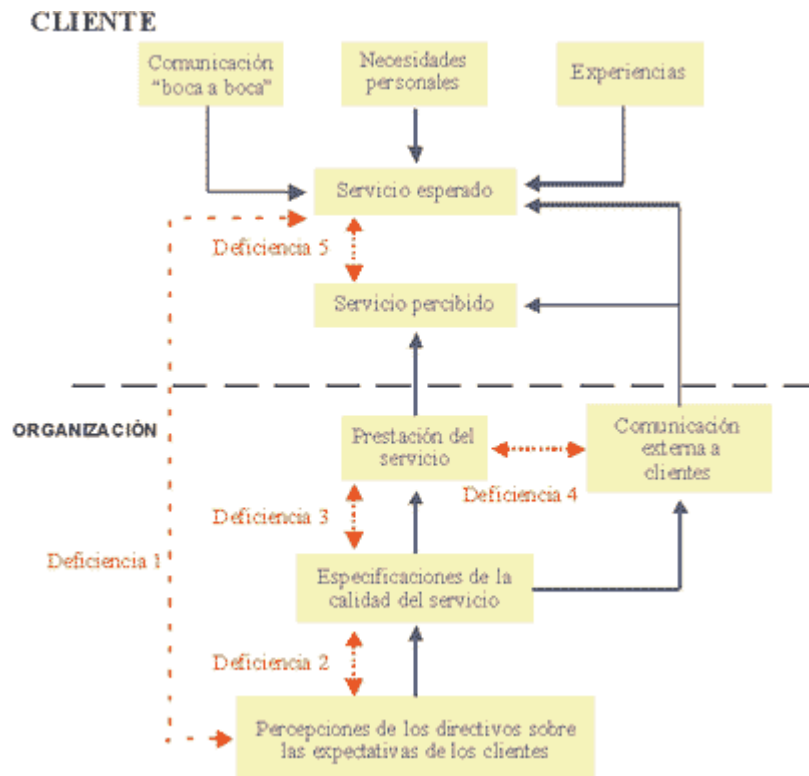 CLIENTE
Comunicación
“boca a boca”
Necesidades
personales
Experiencias
Servicio esperado
Deficiencia 5
Servicio percibido
ORGANIZACIÓN
Prestación del
servicio
Comunicación
externa a
clientes
Deficiencia 4
Deficiencia 3
Deficiencia 1
Especificaciones de la
calidad del servicio
Deficiencia 2
Percepciones de los directivos sobre
las expectativas de los clientes